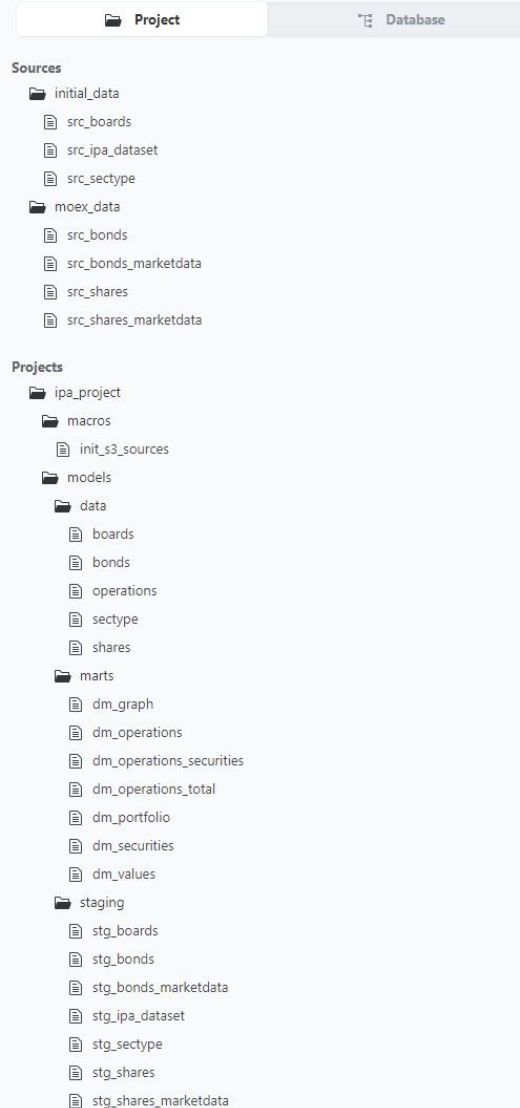 Project Database
Sources
initial_data
src_boards
src_ipa_dataset
src_sectype
moex_data
src_bonds
src_bonds_marketdata
src_shares
src_shares_marketdata
Projects
ipa_project
macros
init_s3_sources
models
data
boards
bonds
operations
sectype
shares
marts
dm_graph
dm_operations
dm_operations_securities
dm_operations_total
dm_portfolio
dm_securities
dm_values
staging
stg_boards
stg_bonds
stg_bonds_marketdata
stg_ipa_dataset
stg_sectype
stg_shares
stg_shares_marketdata